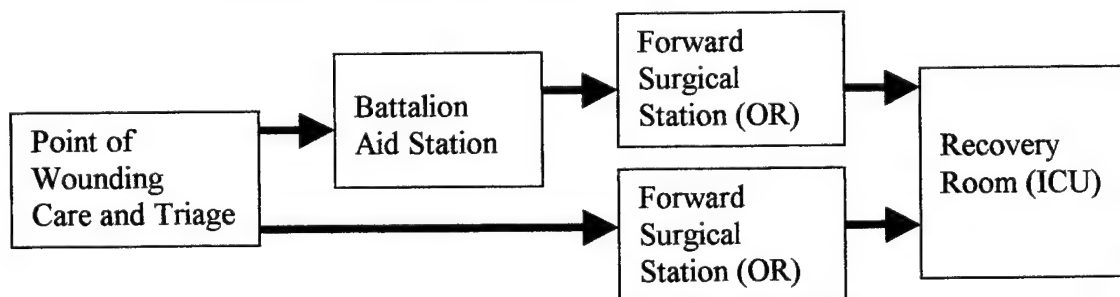 Point of
Wounding
Care and Triage
Battalion
Aid Station
Forward
Surgical
Station (OR)
Forward
Surgical
Station (OR)
Recovery
Room (ICU)